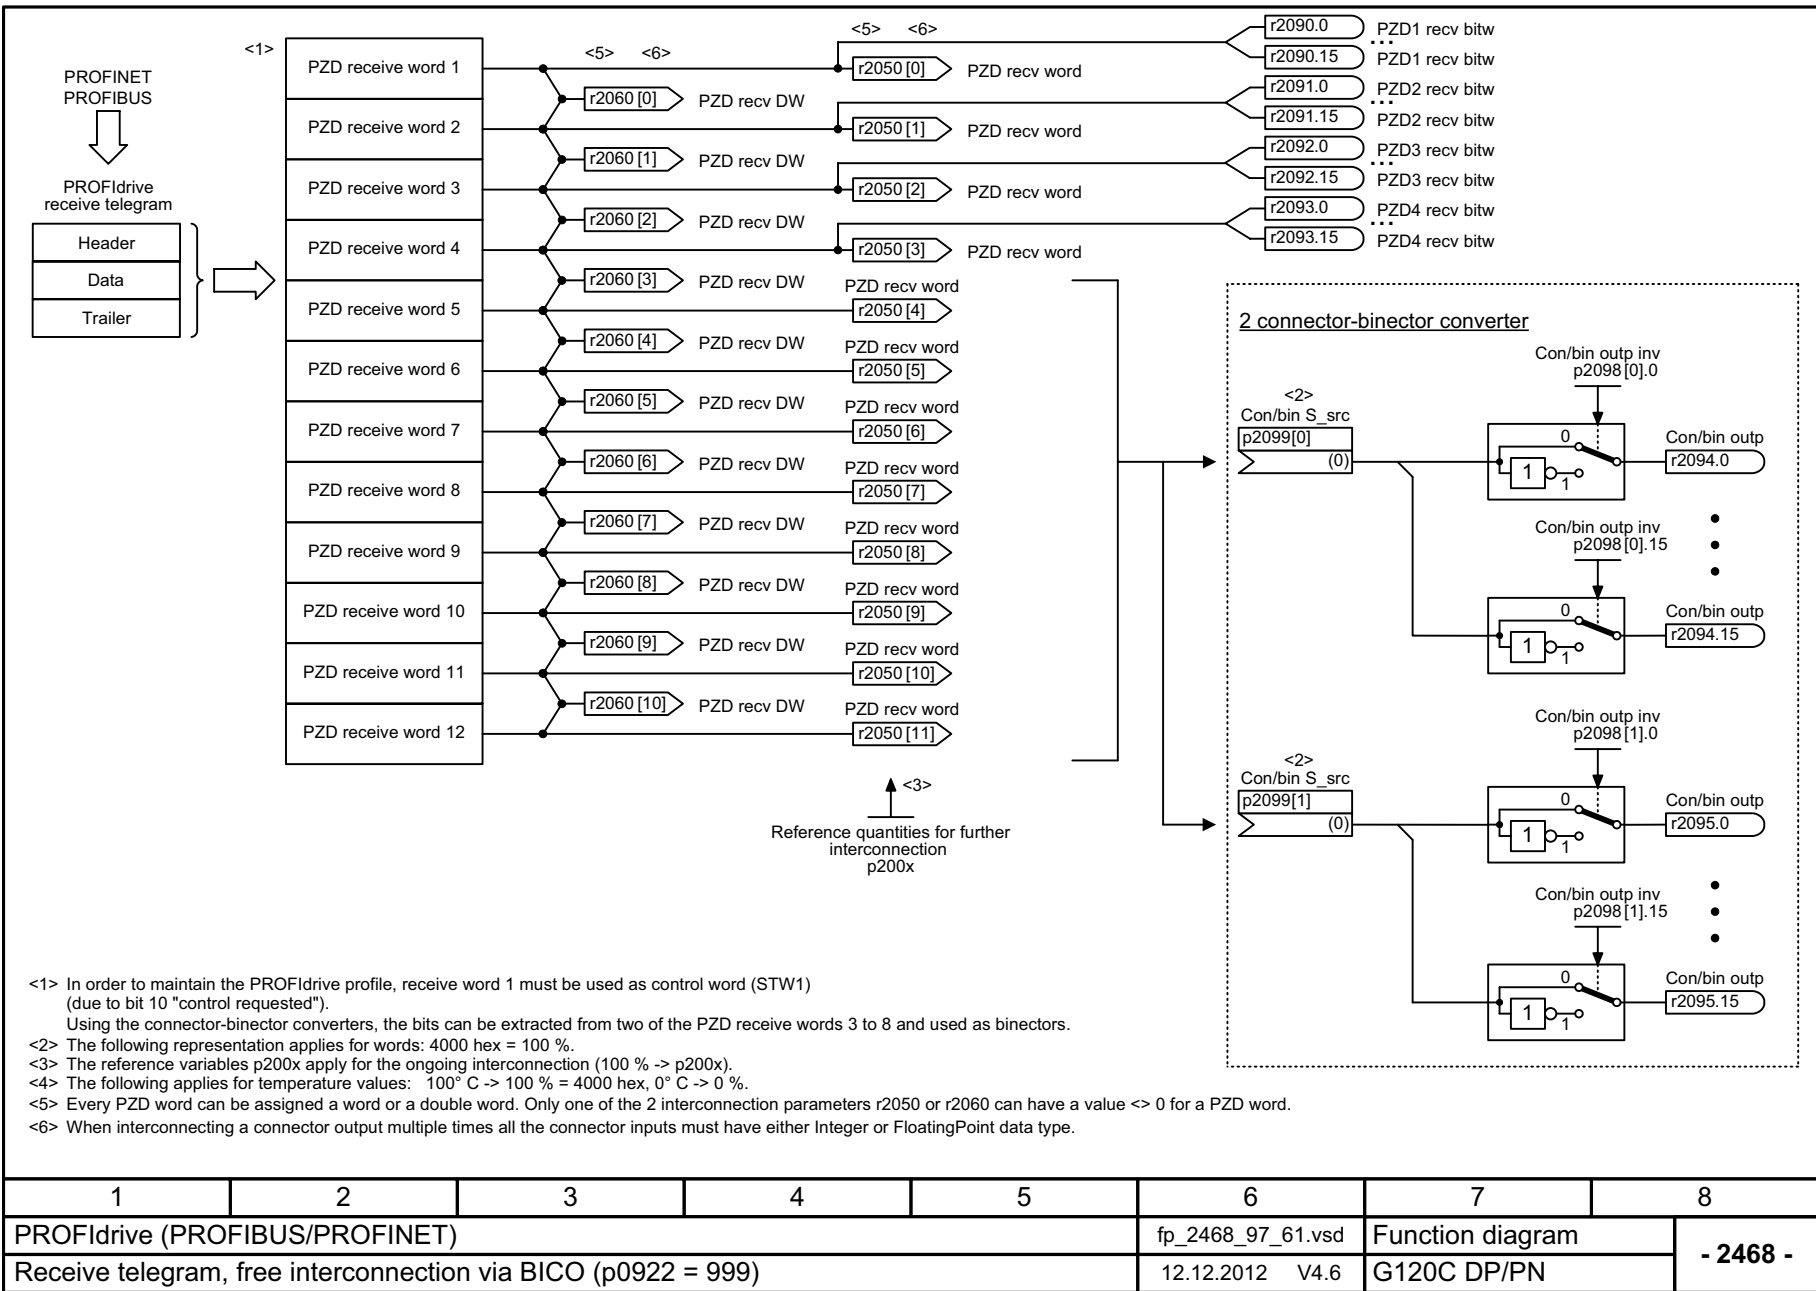 <1>
PROFINET
PROFIBUS
PROFIdrive
receive telegram
Header
Data
Trailer
PZD receive word 1
PZD receive word 2
PZD receive word 3
PZD receive word 4
PZD receive word 5
PZD receive word 6
PZD receive word 7
PZD receive word 8
PZD receive word 9
PZD receive word 10
PZD receive word 11
PZD receive word 12
<5> <6>
r2060 [0] PZD recv DW
r2060 [1] PZD recv DW
r2060 [2] PZD recv DW
r2060 [3] PZD recv DW
r2060 [4] PZD recv DW
r2060 [5] PZD recv DW
r2060 [6] PZD recv DW
r2060 [7] PZD recv DW
r2060 [8] PZD recv DW
r2060 [9] PZD recv DW
r2060 [10] PZD recv DW
<5> <6>
r2050 [0] PZD recv word
r2050 [1] PZD recv word
r2050 [2] PZD recv word
r2050 [3] PZD recv word
PZD recv word
r2050 [4]
PZD recv word
r2050 [5]
PZD recv word
r2050 [6]
PZD recv word
r2050 [7]
PZD recv word
r2050 [8]
PZD recv word
r2050 [9]
PZD recv word
r2050 [10]
PZD recv word
r2050 [11]
<3>
Reference quantities for further
interconnection
p200x
r2090.0 PZD1 recv bitw
...
r2090.15 PZD1 recv bitw
r2091.0 PZD2 recv bitw
...
r2091.15 PZD2 recv bitw
r2092.0 PZD3 recv bitw
...
r2092.15 PZD3 recv bitw
r2093.0 PZD4 recv bitw
...
r2093.15 PZD4 recv bitw
2 connector-binector converter
<2>
Con/bin S_src
p2099[0]
(0)
Con/bin outp inv
p2098 [0].0
0
1
1
Con/bin outp
r2094.0
Con/bin outp inv
p2098 [0].15
0
1
1
Con/bin outp
r2094.15
<2>
Con/bin S_src
p2099[1]
(0)
Con/bin outp inv
p2098 [1].0
0
1
1
Con/bin outp
r2095.0
Con/bin outp inv
p2098 [1].15
0
1
1
Con/bin outp
r2095.15
<1> In order to maintain the PROFIdrive profile, receive word 1 must be used as control word (STW1)
(due to bit 10 "control requested").
Using the connector-binector converters, the bits can be extracted from two of the PZD receive words 3 to 8 and used as binectors.
<2> The following representation applies for words: 4000 hex = 100 %.
<3> The reference variables p200x apply for the ongoing interconnection (100 % -> p200x).
<4> The following applies for temperature values: 100° C -> 100 % = 4000 hex, 0° C -> 0 %.
<5> Every PZD word can be assigned a word or a double word. Only one of the 2 interconnection parameters r2050 or r2060 can have a value <> 0 for a PZD word.
<6> When interconnecting a connector output multiple times all the connector inputs must have either Integer or FloatingPoint data type.
1 2 3 4 5 6 7 8
PROFIdrive (PROFIBUS/PROFINET) fp_2468_97_61.vsd Function diagram
- 2468 -
Receive telegram, free interconnection via BICO (p0922 = 999) 12.12.2012 V4.6 G120C DP/PN